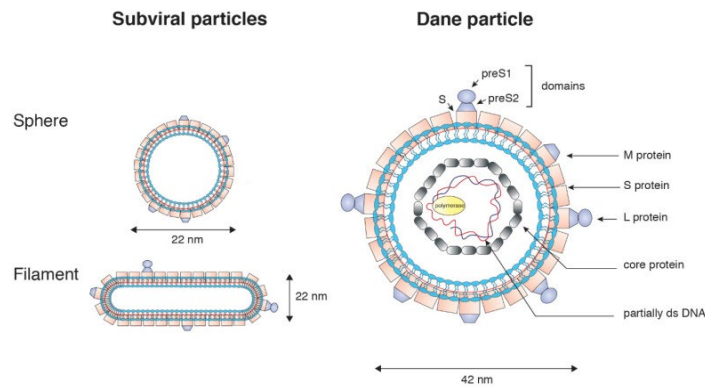 Subviral particles
Dane particle
preS1
domains
S
preS2
Sphere
M protein
S protein
polymerase
L protein
22 nm
Filament
core protein
22 nm
partially ds DNA
42 nm